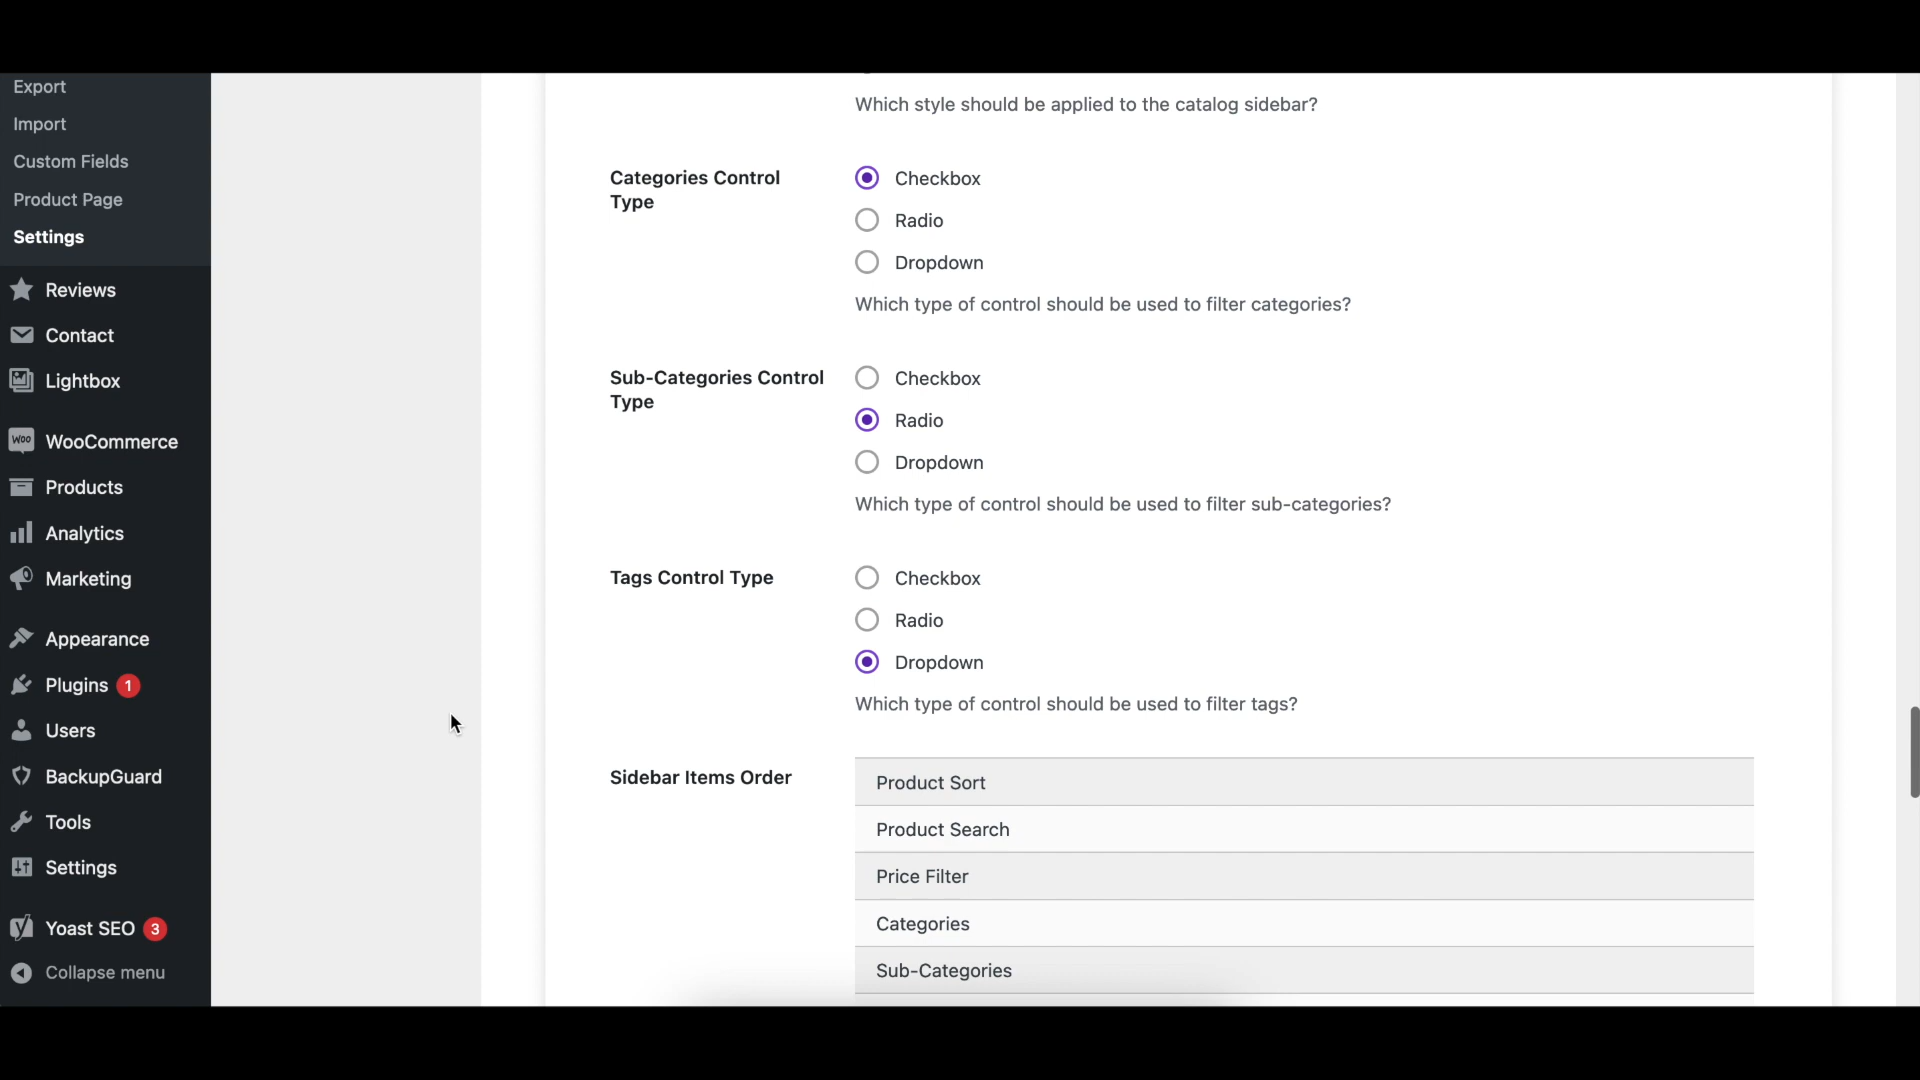 Export
Import
Custom Fields
Product Page
Settings
Reviews
Contact
Lightbox
WOO WooCommerce
Products
Analytics
Marketing
Appearance
Plugins 1
Users
BackupGuard
Tools
Settings
Yoast SEO 3
Collapse menu
Which style should be applied to the catalog sidebar?
Categories Control
Type
Checkbox
Radio
Dropdown
Which type of control should be used to filter categories?
Sub-Categories Control
Type
Checkbox
Radio
Dropdown
Which type of control should be used to filter sub-categories?
Tags Control Type
Checkbox
Radio
Dropdown
Which type of control should be used to filter tags?
Sidebar Items Order
Product Sort
Product Search
Price Filter
Categories
Sub-Categories